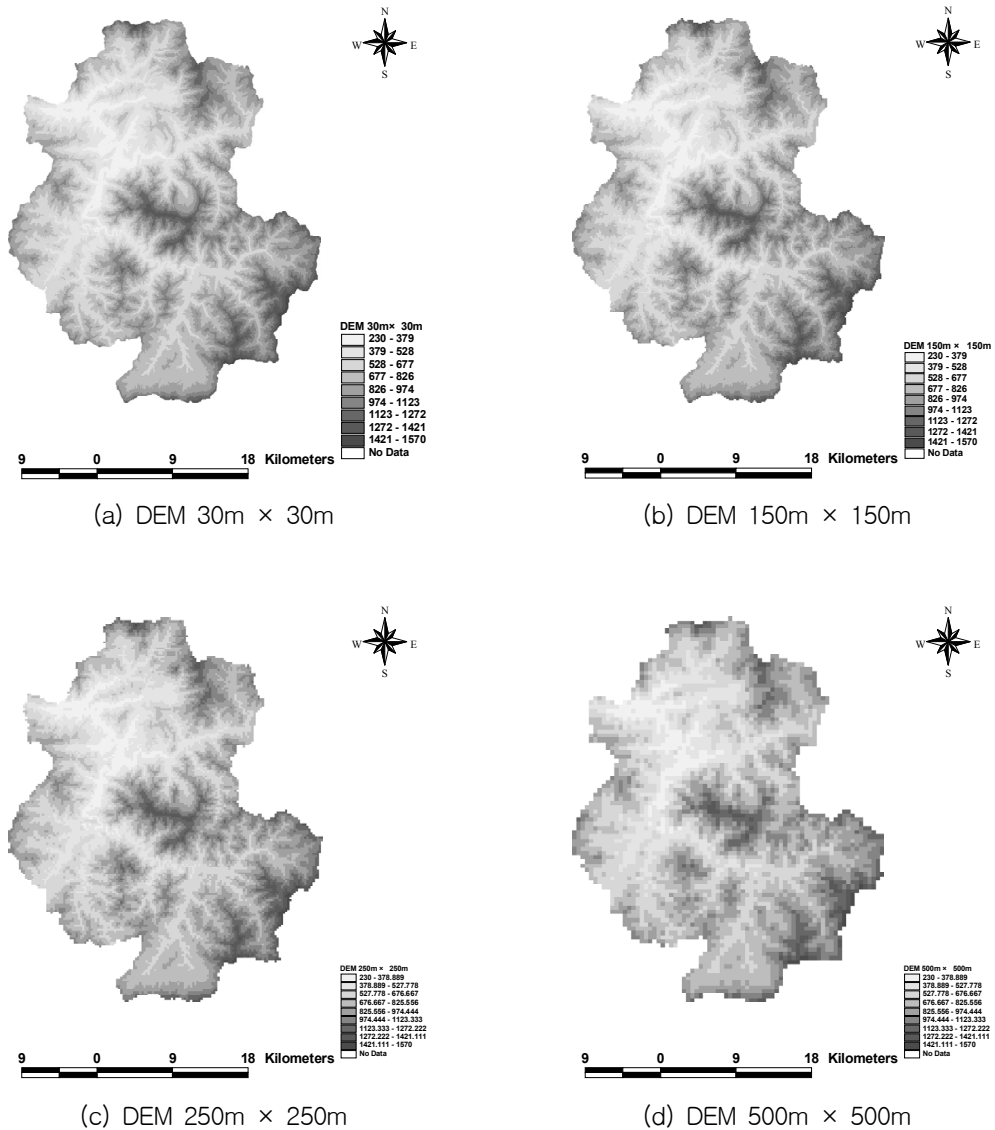 N
W E
S
DEM 30m× 30m
230 - 379
379 - 528
528 - 677
677 - 826
826 - 974
974 - 1123
1123 - 1272
1272 - 1421
1421 - 1570
No Data
9 0 9 18 Kilometers
(a) DEM 30m × 30m
N
W E
S
DEM 150m × 150m
230 - 379
379 - 528
528 - 677
677 - 826
826 - 974
974 - 1123
1123 - 1272
1272 - 1421
1421 - 1570
No Data
9 0 9 18 Kilometers
(b) DEM 150m × 150m
N
W E
S
DEM 250m × 250m
230 - 378.889
378.889 - 527.778
527.778 - 676.667
676.667 - 825.556
825.556 - 974.444
974.444 - 1123.333
1123.333 - 1272.222
1272.222 - 1421.111
1421.111 - 1570
No Data
9 0 9 18 Kilometers
(c) DEM 250m × 250m
N
W E
S
DEM 500m × 500m
230 - 378.889
378.889 - 527.778
527.778 - 676.667
676.667 - 825.556
825.556 - 974.444
974.444 - 1123.333
1123.333 - 1272.222
1272.222 - 1421.111
1421.111 - 1570
No Data
9 0 9 18 Kilometers
(d) DEM 500m × 500m